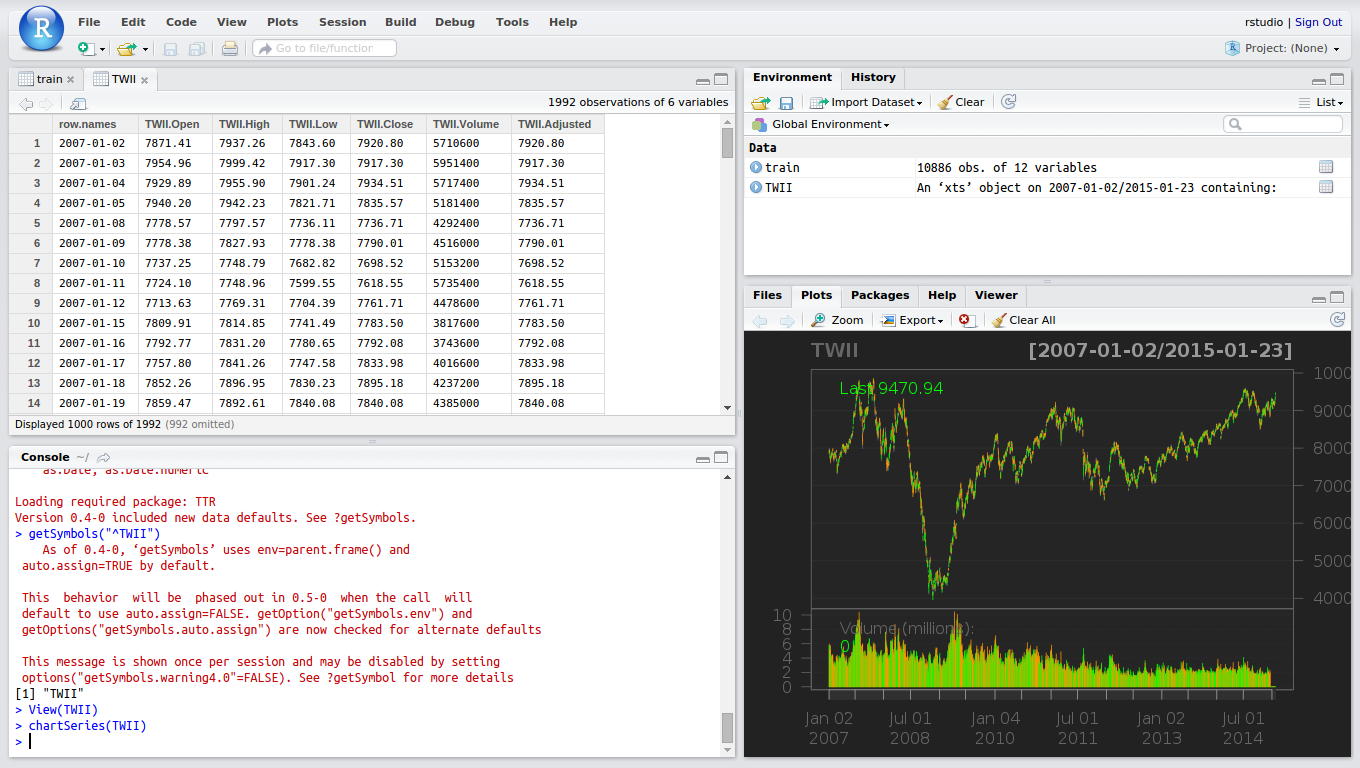 File Edit Code View Plots Session Build Debug Tools Help
rstudio | Sign Out
Go to file/function
Project: (None)
train
TWII
1992 observations of 6 variables
row.names TWII.Open TWII.High TWII.Low TWII.Close TWII.Volume TWII.Adjusted
1 2007-01-02 7871.41 7937.26 7843.60 7920.80 5710600 7920.80
2 2007-01-03 7954.96 7999.42 7917.30 7917.30 5951400 7917.30
3 2007-01-04 7929.89 7955.90 7901.24 7934.51 5717400 7934.51
4 2007-01-05 7940.20 7942.23 7821.71 7835.57 5181400 7835.57
5 2007-01-08 7778.57 7797.57 7736.11 7736.71 4292400 7736.71
6 2007-01-09 7778.38 7827.93 7778.38 7790.01 4516000 7790.01
7 2007-01-10 7737.25 7748.79 7682.82 7698.52 5153200 7698.52
8 2007-01-11 7724.10 7748.96 7599.55 7618.55 5735400 7618.55
9 2007-01-12 7713.63 7769.31 7704.39 7761.71 4478600 7761.71
10 2007-01-15 7809.91 7814.85 7741.49 7783.50 3817600 7783.50
11 2007-01-16 7792.77 7831.20 7780.65 7792.08 3743600 7792.08
12 2007-01-17 7757.80 7841.26 7747.58 7833.98 4016600 7833.98
13 2007-01-18 7852.26 7896.95 7830.23 7895.18 4237200 7895.18
14 2007-01-19 7859.47 7892.61 7840.08 7840.08 4385000 7840.08
Displayed 1000 rows of 1992 (992 omitted)
Console ~/
as.Date, as.Date.numeric
Loading required package: TTR
Version 0.4-0 included new data defaults. See ?getSymbols.
> getSymbols("^TWII")
As of 0.4-0, ‘getSymbols’ uses env=parent.frame() and
auto.assign=TRUE by default.
This behavior will be phased out in 0.5-0 when the call will
default to use auto.assign=FALSE. getOption("getSymbols.env") and
getOptions("getSymbols.auto.assign") are now checked for alternate defaults
This message is shown once per session and may be disabled by setting
options("getSymbols.warning4.0"=FALSE). See ?getSymbol for more details
[1] "TWII"
> View(TWII)
> chartSeries(TWII)
>
Environment History
Import Dataset Clear List
Global Environment
Data
train 10886 obs. of 12 variables
TWII An ‘xts’ object on 2007-01-02/2015-01-23 containing:
Files Plots Packages Help Viewer
Zoom Export Clear All
TWII [2007-01-02/2015-01-23]
Last 9470.94
1000
9000
8000
7000
6000
5000
4000
Volume (millions):
0
10
8
6
4
2
0
Jan 02 Jul 01 Jan 04 Jul 01 Jan 02 Jul 01
2007 2008 2010 2011 2013 2014